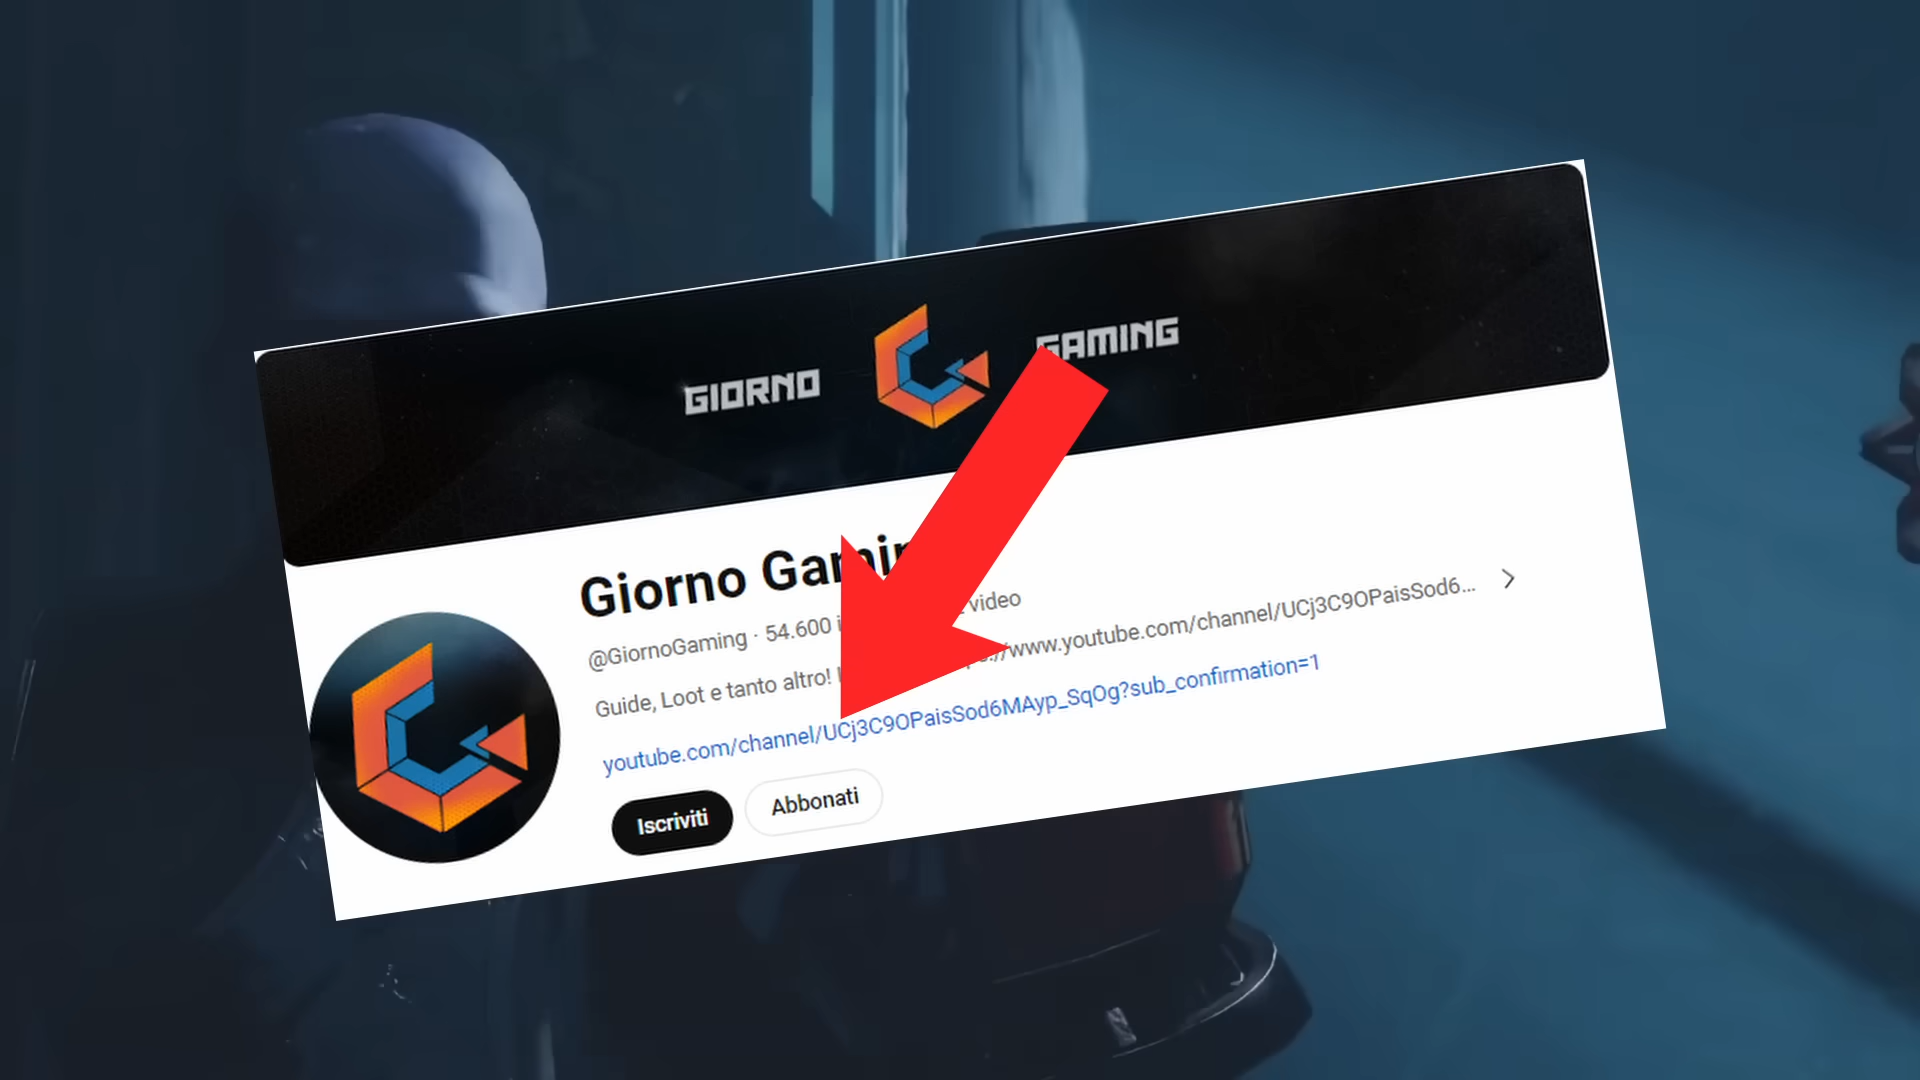 GIORNO GAMING
Giorno Gamin
@GiornoGaming · 54.600 video
Guide, Loot e tanto altro! //www.youtube.com/channel/UCj3C9OPaisSod6...
youtube.com/channel/UCj3C9OPaisSod6MAyp_SqOg?sub_confirmation=1
Iscriviti Abbonati